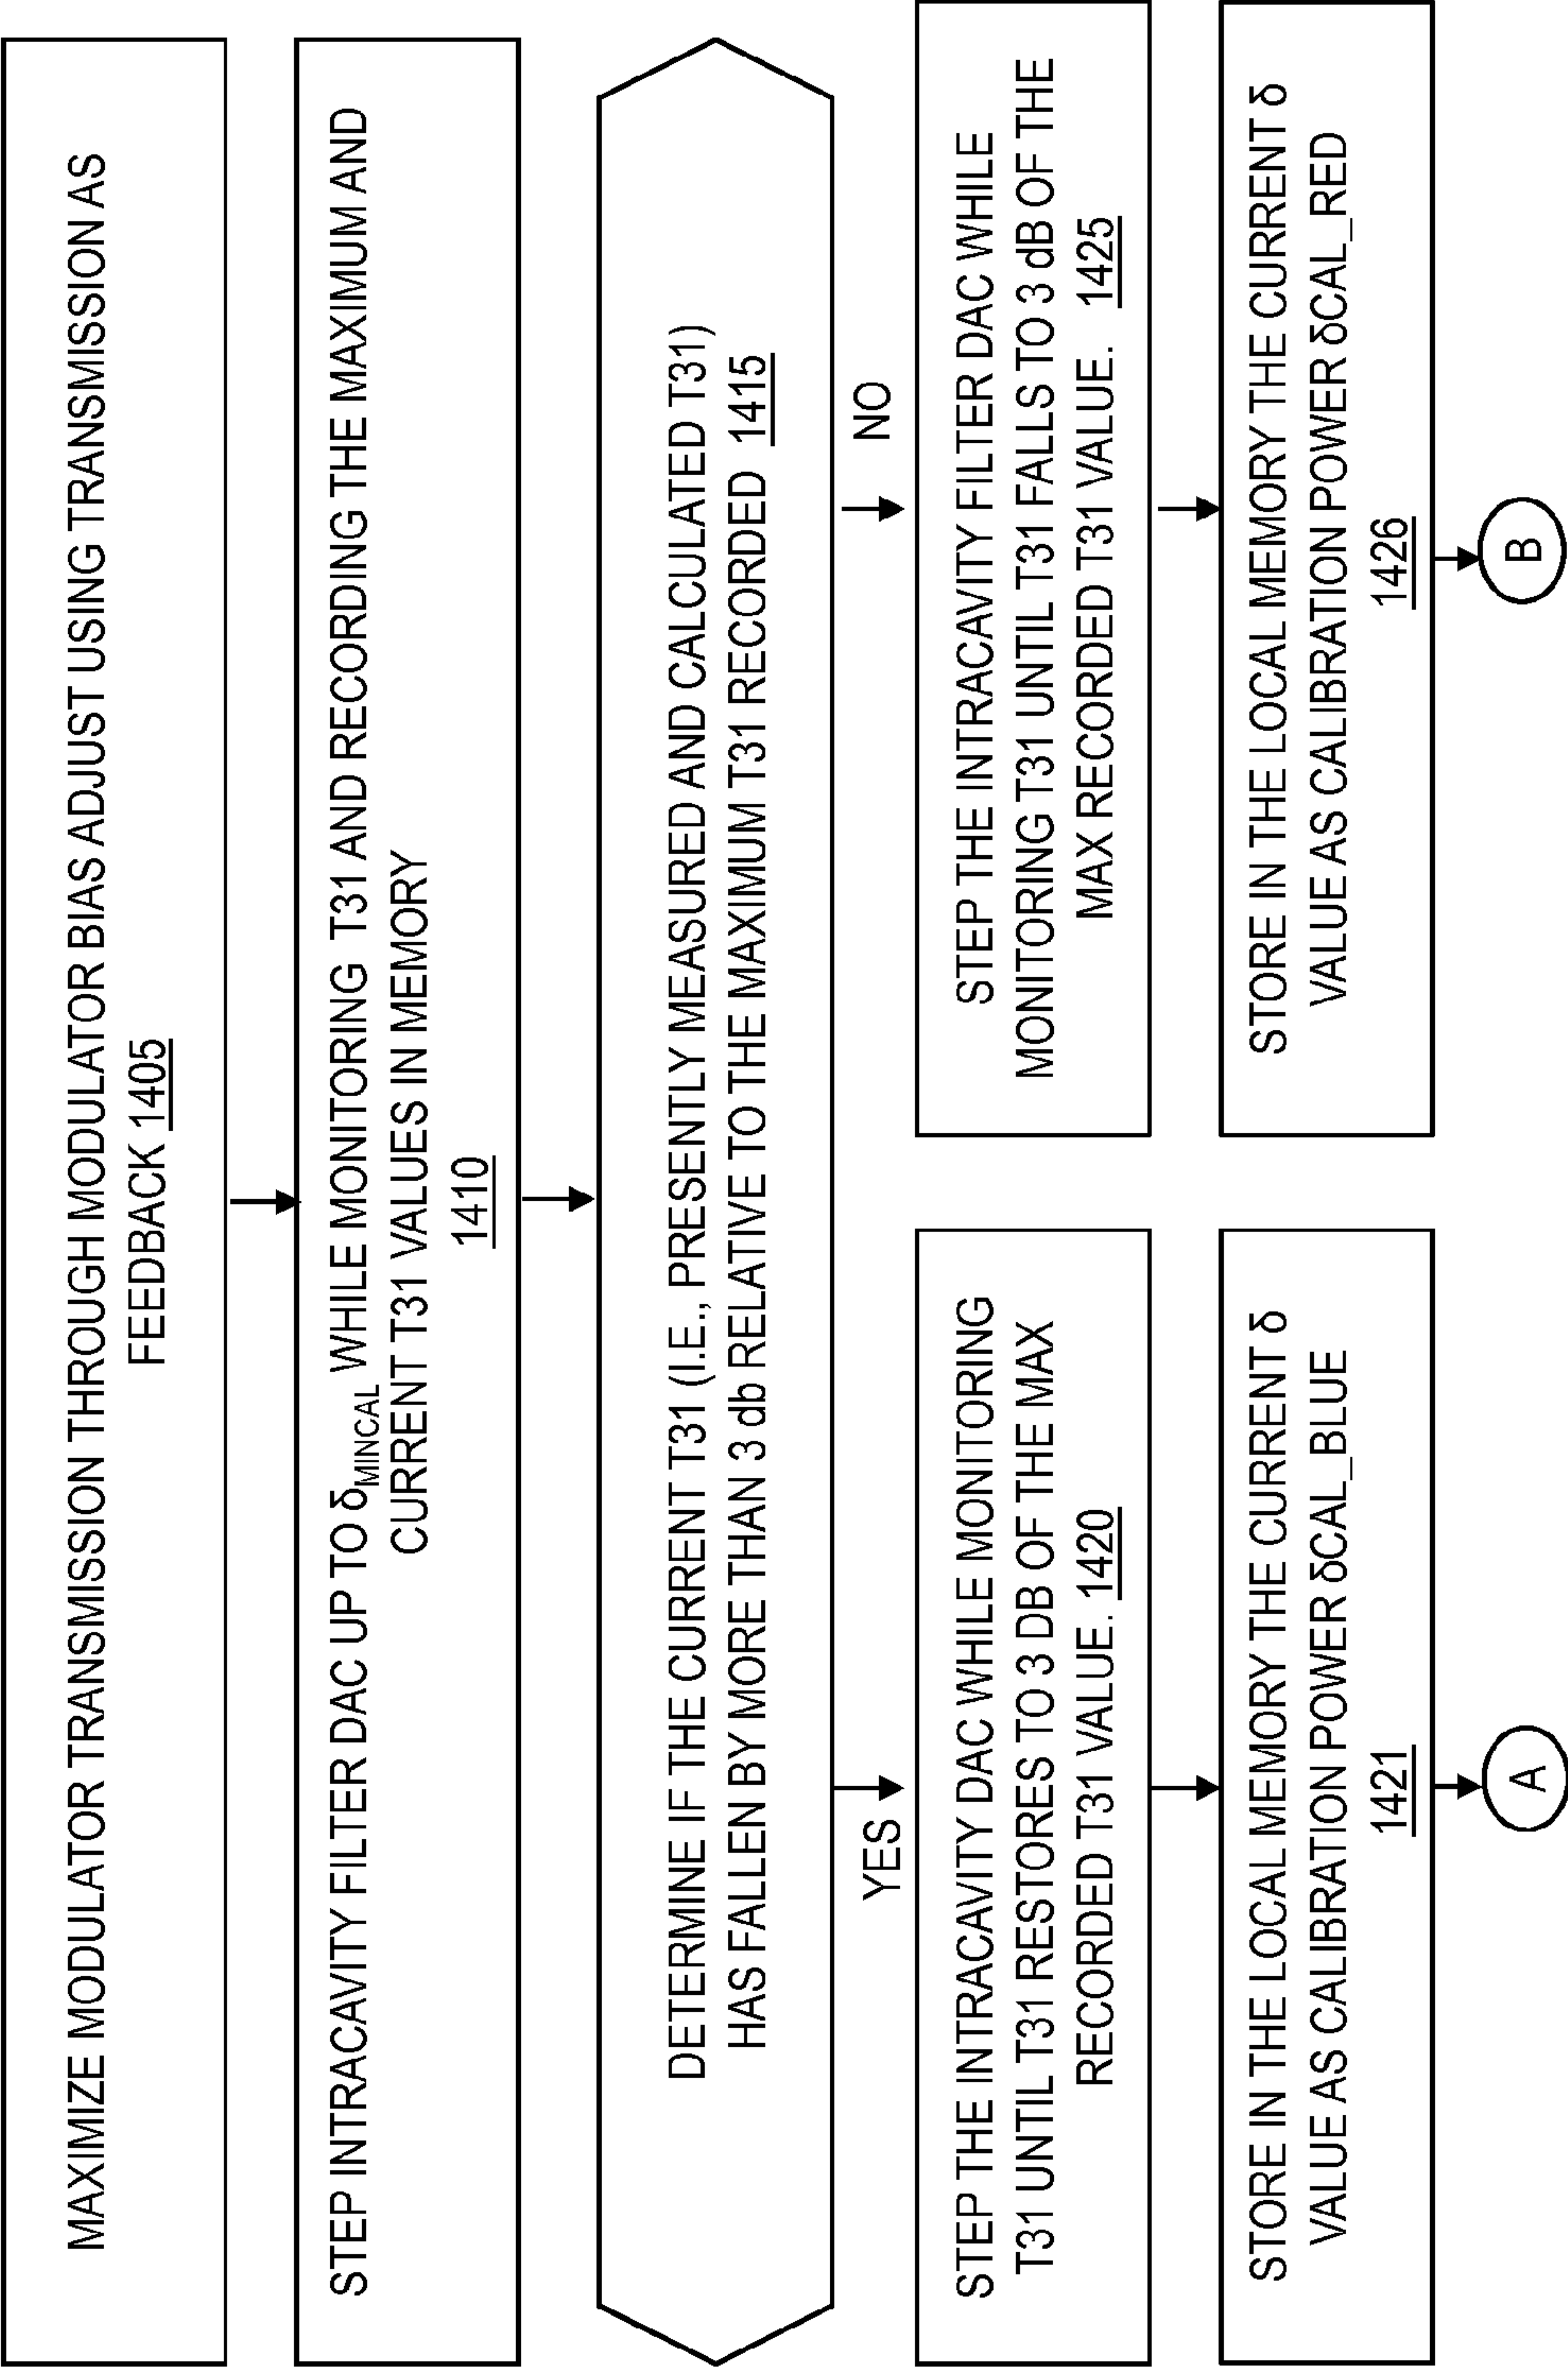 MAXIMIZE MODULATOR TRANSMISSION THROUGH MODULATOR BIAS ADJUST USING TRANSMISSION AS
FEEDBACK 1405
STEP INTRACAVITY FILTER DAC UP TO δMINCAL WHILE MONITORING T31 AND RECORDING THE MAXIMUM AND
CURRENT T31 VALUES IN MEMORY
1410
DETERMINE IF THE CURRENT T31 (I.E., PRESENTLY MEASURED AND CALCULATED T31)
HAS FALLEN BY MORE THAN 3 db RELATIVE TO THE MAXIMUM T31 RECORDED 1415
YES
STEP THE INTRACAVITY DAC WHILE MONITORING
T31 UNTIL T31 RESTORES TO 3 DB OF THE MAX
RECORDED T31 VALUE. 1420
STORE IN THE LOCAL MEMORY THE CURRENT δ
VALUE AS CALIBRATION POWER δCAL_BLUE
1421
A
NO
STEP THE INTRACAVITY FILTER DAC WHILE
MONITORING T31 UNTIL T31 FALLS TO 3 dB OF THE
MAX RECORDED T31 VALUE. 1425
STORE IN THE LOCAL MEMORY THE CURRENT δ
VALUE AS CALIBRATION POWER δCAL_RED
1426
B